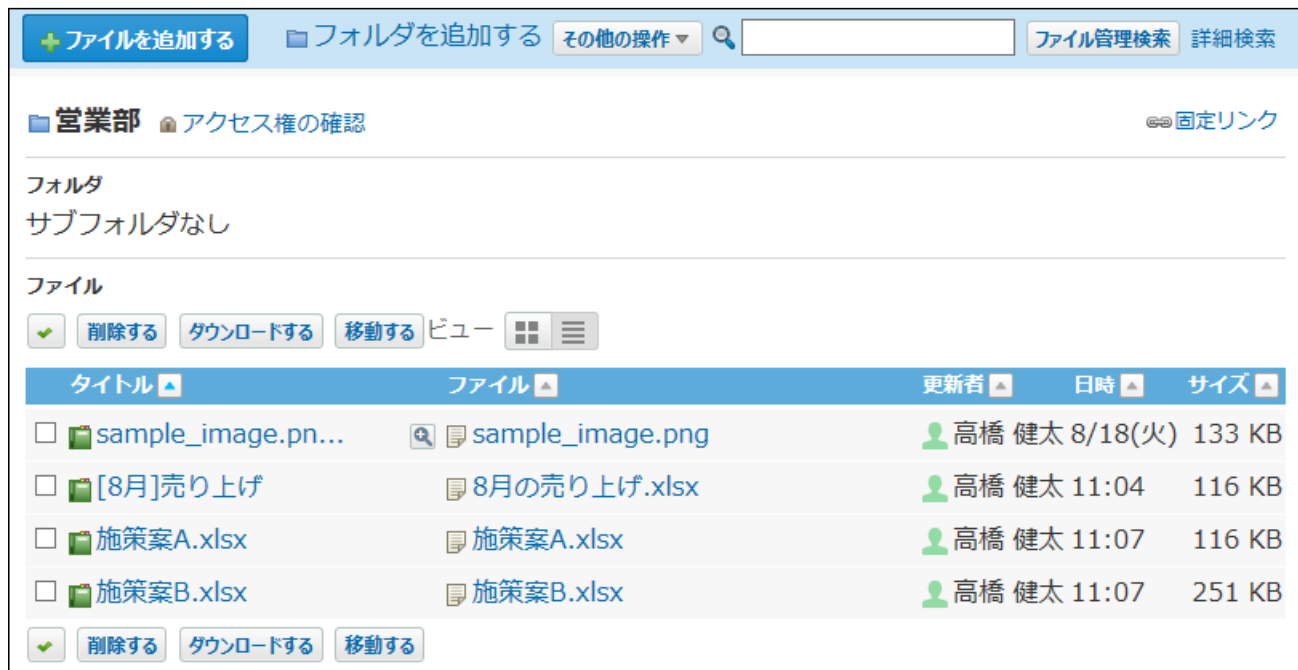 ファイルを追加する フォルダを追加する その他の操作 ファイル管理検索 詳細検索
営業部 アクセス権の確認 固定リンク
フォルダ
サブフォルダなし
ファイル
削除する ダウンロードする 移動する ビュー
タイトル ファイル 更新者 日時 サイズ
sample_image.pn... sample_image.png 高橋 健太 8/18(火) 133 KB
[8月]売り上げ 8月の売り上げ.xlsx 高橋 健太 11:04 116 KB
施策案A.xlsx 施策案A.xlsx 高橋 健太 11:07 116 KB
施策案B.xlsx 施策案B.xlsx 高橋 健太 11:07 251 KB
削除する ダウンロードする 移動する